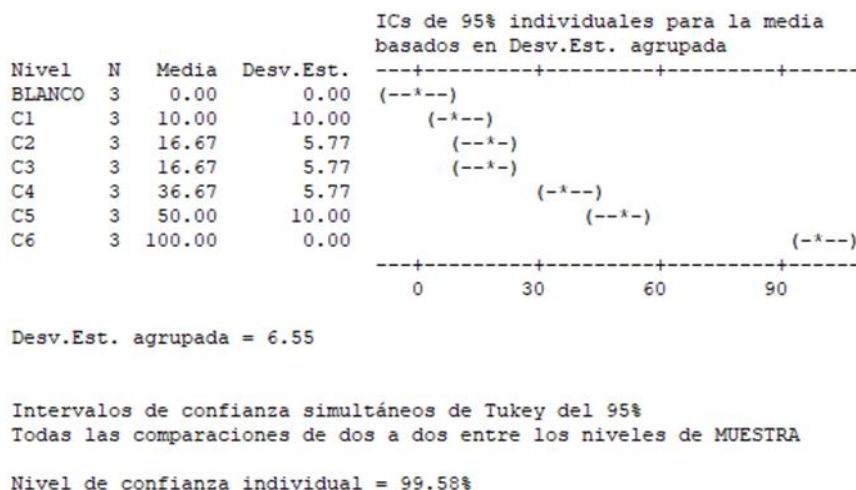 ICs de 95% individuales para la media
                                   basados en Desv.Est. agrupada
Nivel   N   Media  Desv.Est.  ---+---------+---------+---------+------
BLANCO  3    0.00       0.00  (--*--)
C1      3   10.00      10.00      (-*--)
C2      3   16.67       5.77        (--*-)
C3      3   16.67       5.77        (--*-)
C4      3   36.67       5.77               (-*--)
C5      3   50.00      10.00                   (--*-)
C6      3  100.00       0.00                                    (-*--)
                              ---+---------+---------+---------+------
                                 0        30        60        90
Desv.Est. agrupada = 6.55
Intervalos de confianza simultáneos de Tukey del 95%
Todas las comparaciones de dos a dos entre los niveles de MUESTRA
Nivel de confianza individual = 99.58%